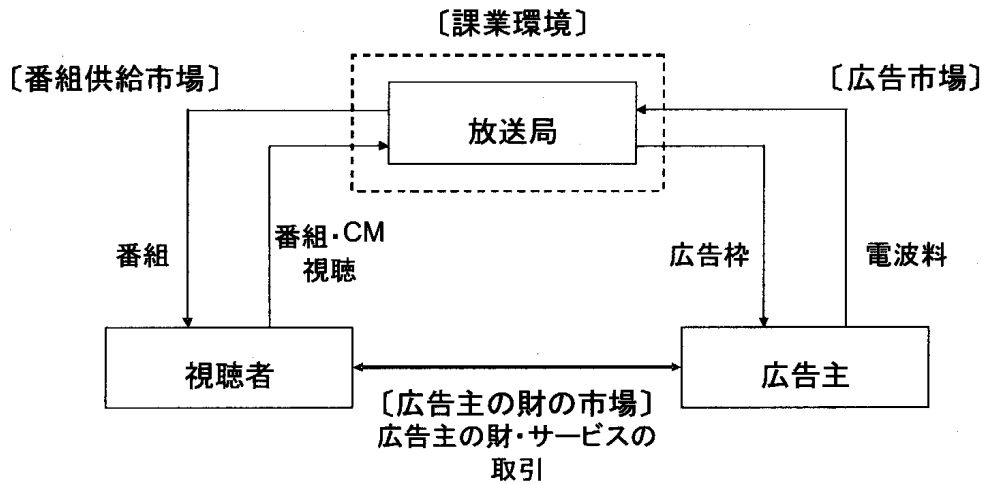 〔課業環境〕
〔番組供給市場〕
〔広告市場〕
放送局
番組
番組・CM
視聴
広告枠
電波料
視聴者
広告主
〔広告主の財の市場〕
広告主の財・サービスの
取引